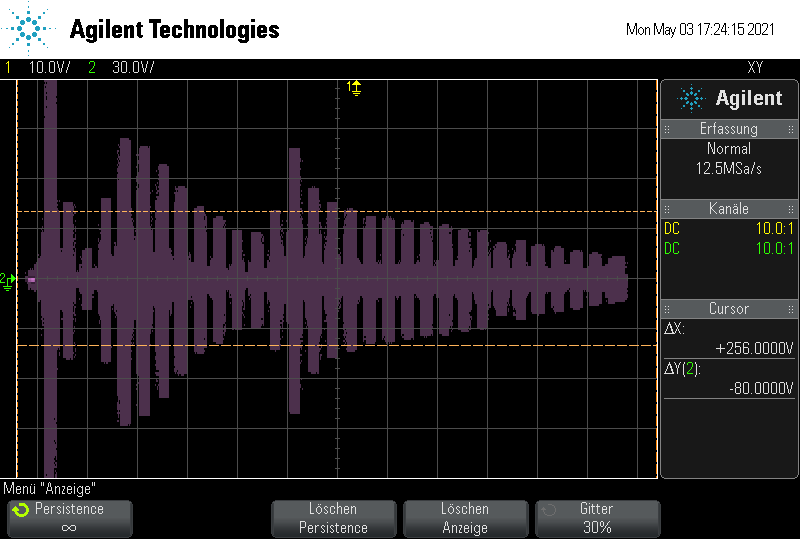 Agilent Technologies
Mon May 03 17:24:15 2021
1 10.0V/ 2 30.0V/ XY
1
2
Agilent
Erfassung
Normal
12.5MSa/s
Kanäle
DC 10.0:1
DC 10.0:1
Cursor
ΔX:
+256.0000V
ΔY(2):
-80.0000V
Menü "Anzeige"
Persistence
∞
Löschen
Persistence
Löschen
Anzeige
Gitter
30%